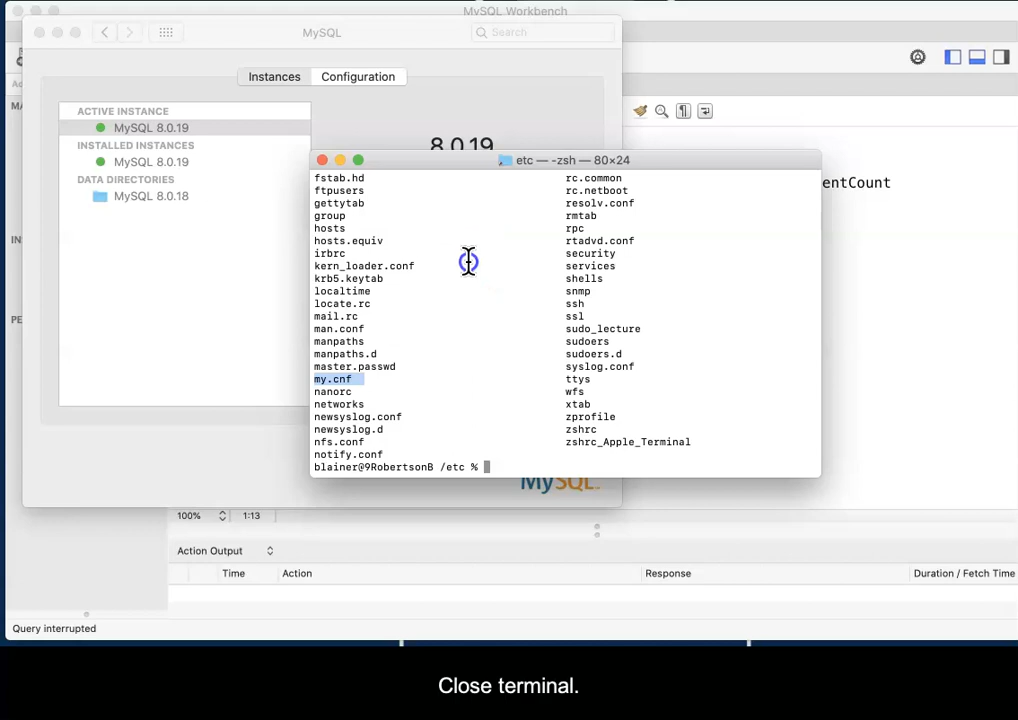 MySQL Workbench
MySQL
Search
Instances
Configuration
ACTIVE INSTANCE
MySQL 8.0.19
INSTALLED INSTANCES
MySQL 8.0.19
DATA DIRECTORIES
MySQL 8.0.18
8.0.19
entCount
etc — -zsh — 80×24
fstab.hd rc.common
ftpusers rc.netboot
gettytab resolv.conf
group rmtab
hosts rpc
hosts.equiv rtadvd.conf
irbrc security
kern_loader.conf services
krb5.keytab shells
localtime snmp
locate.rc ssh
mail.rc ssl
man.conf sudo_lecture
manpaths sudoers
manpaths.d sudoers.d
master.passwd syslog.conf
my.cnf ttys
nanorc wfs
networks xtab
newsyslog.conf zprofile
newsyslog.d zshrc
nfs.conf zshrc_Apple_Terminal
notify.conf
blainer@9RobertsonB /etc %
MySQL.
100% 1:13
Action Output
Time Action Response Duration / Fetch Time
Query interrupted
Close terminal.